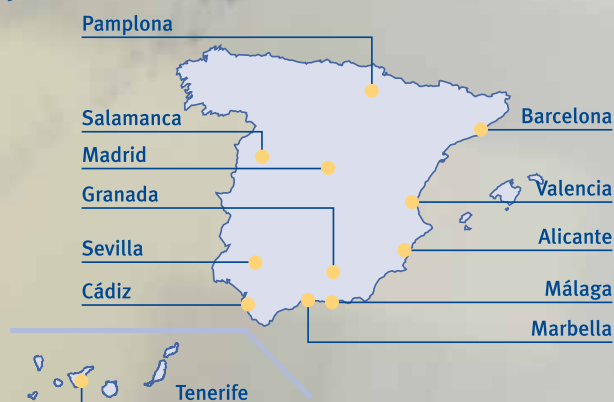 Pamplona
Salamanca
Madrid
Granada
Sevilla
Cádiz
Barcelona
Valencia
Alicante
Málaga
Marbella
Tenerife